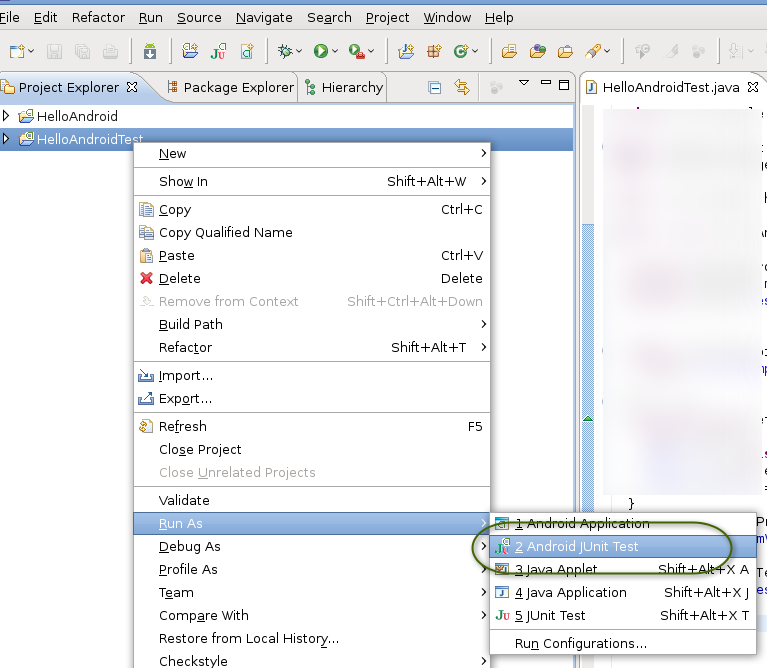 File Edit Refactor Run Source Navigate Search Project Window Help
Project Explorer Package Explorer Hierarchy HelloAndroidTest.java
HelloAndroid
HelloAndroidTest
New
Show In Shift+Alt+W
Copy Ctrl+C
Copy Qualified Name
Paste Ctrl+V
Delete Delete
Remove from Context Shift+Ctrl+Alt+Down
Build Path
Refactor Shift+Alt+T
Import...
Export...
Refresh F5
Close Project
Close Unrelated Projects
Validate
}
Run As
1 Android Application
Debug As
2 Android JUnit Test
Profile As
3 Java Applet Shift+Alt+X A
Team
4 Java Application Shift+Alt+X J
Compare With
5 JUnit Test Shift+Alt+X T
Restore from Local History...
Run Configurations...
Checkstyle